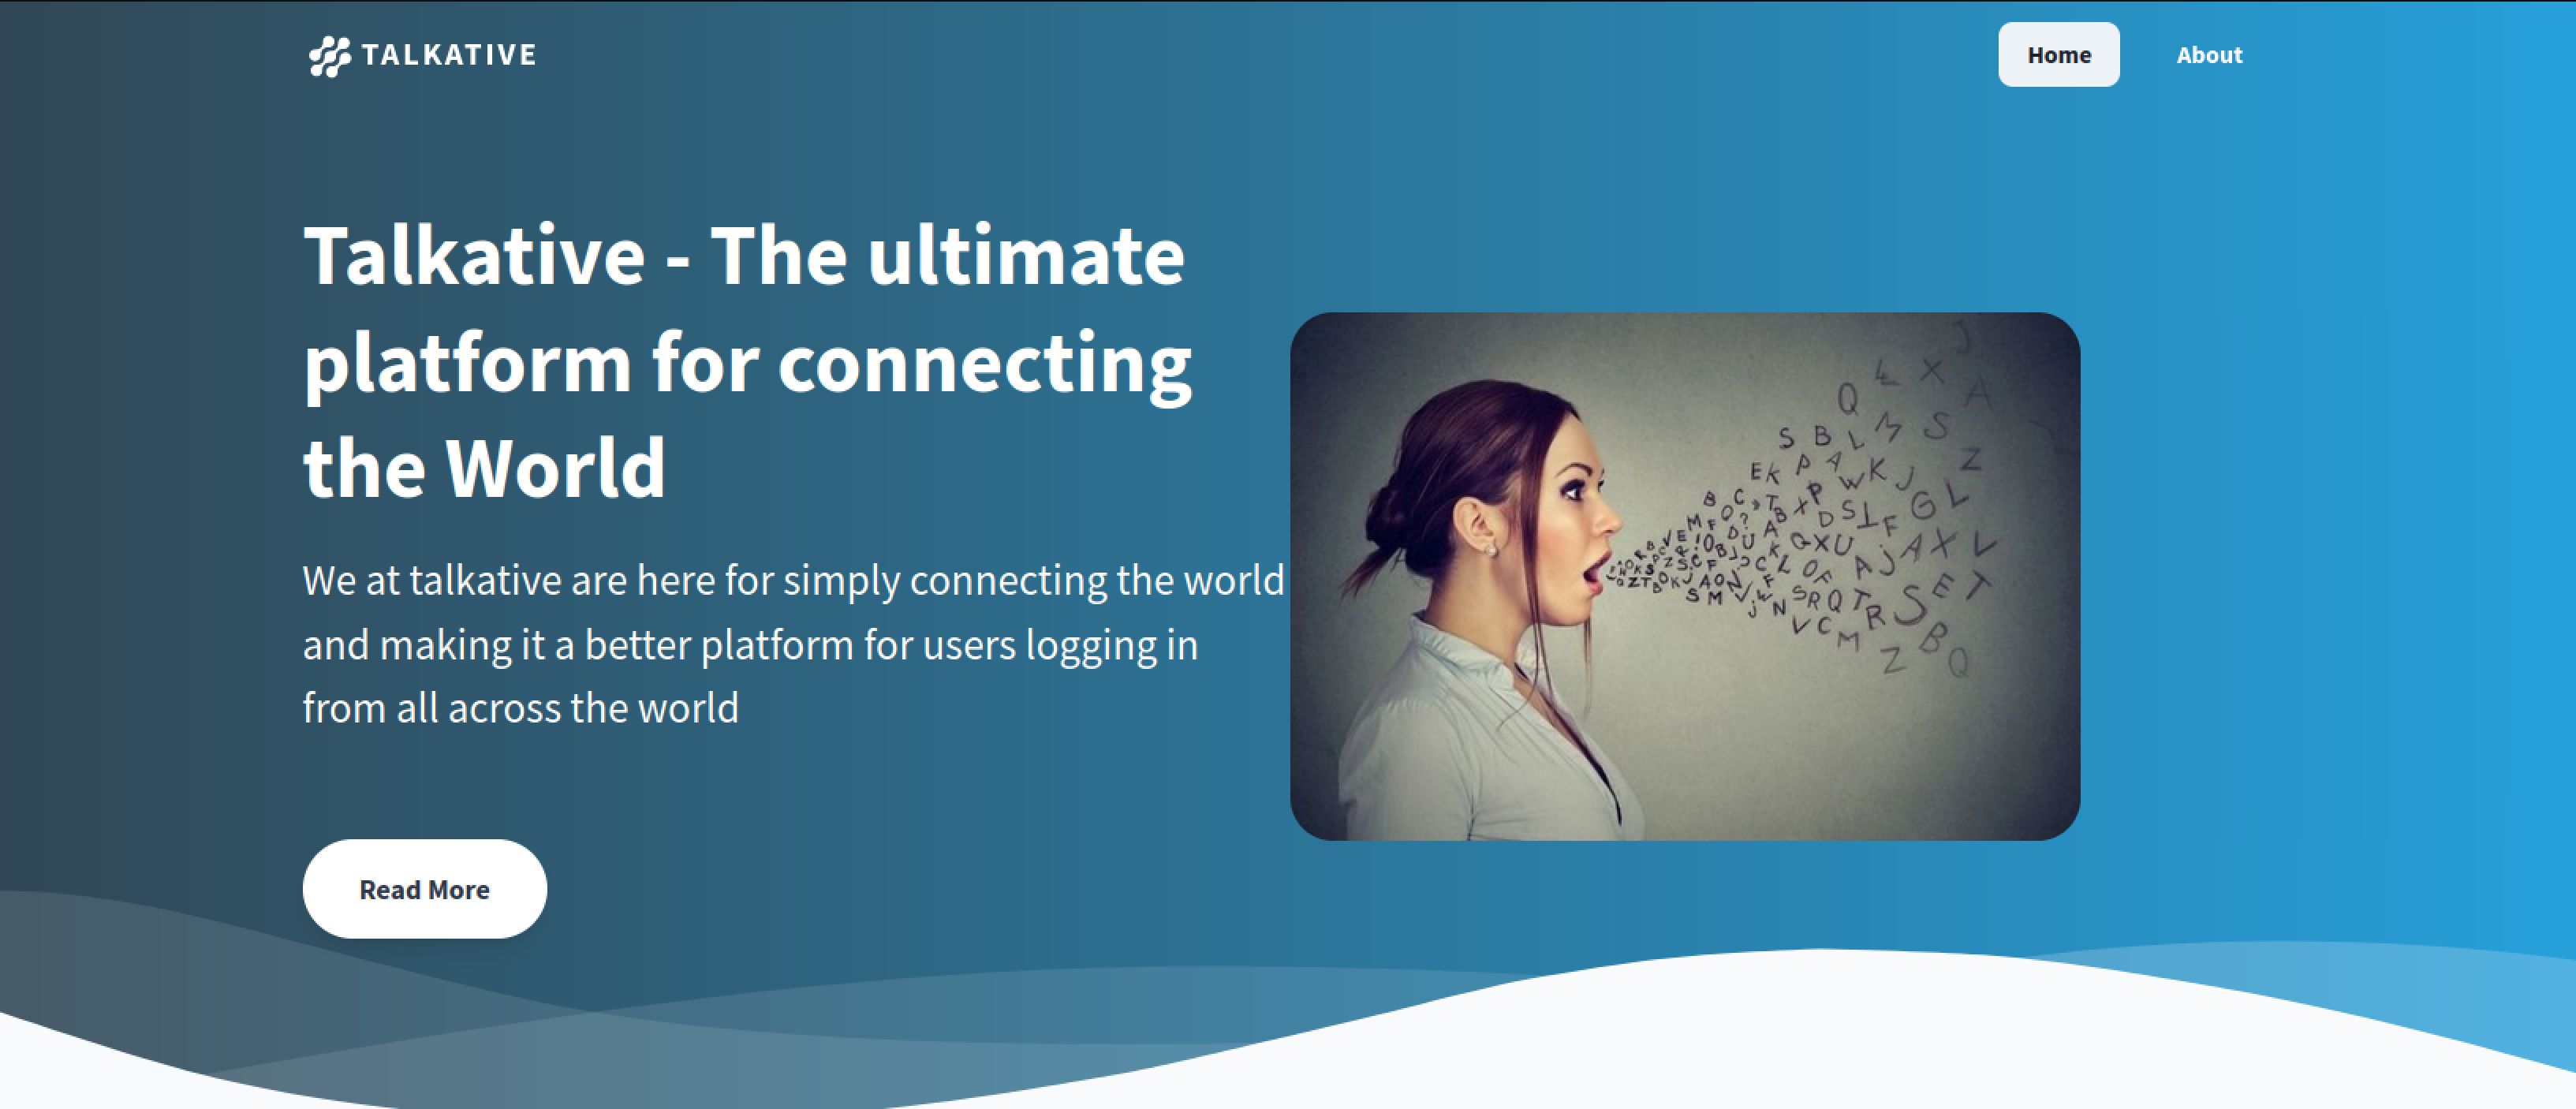 TALKATIVE
Home
About
Talkative - The ultimate
platform for connecting
the World
We at talkative are here for simply connecting the world
and making it a better platform for users logging in
from all across the world
Read More